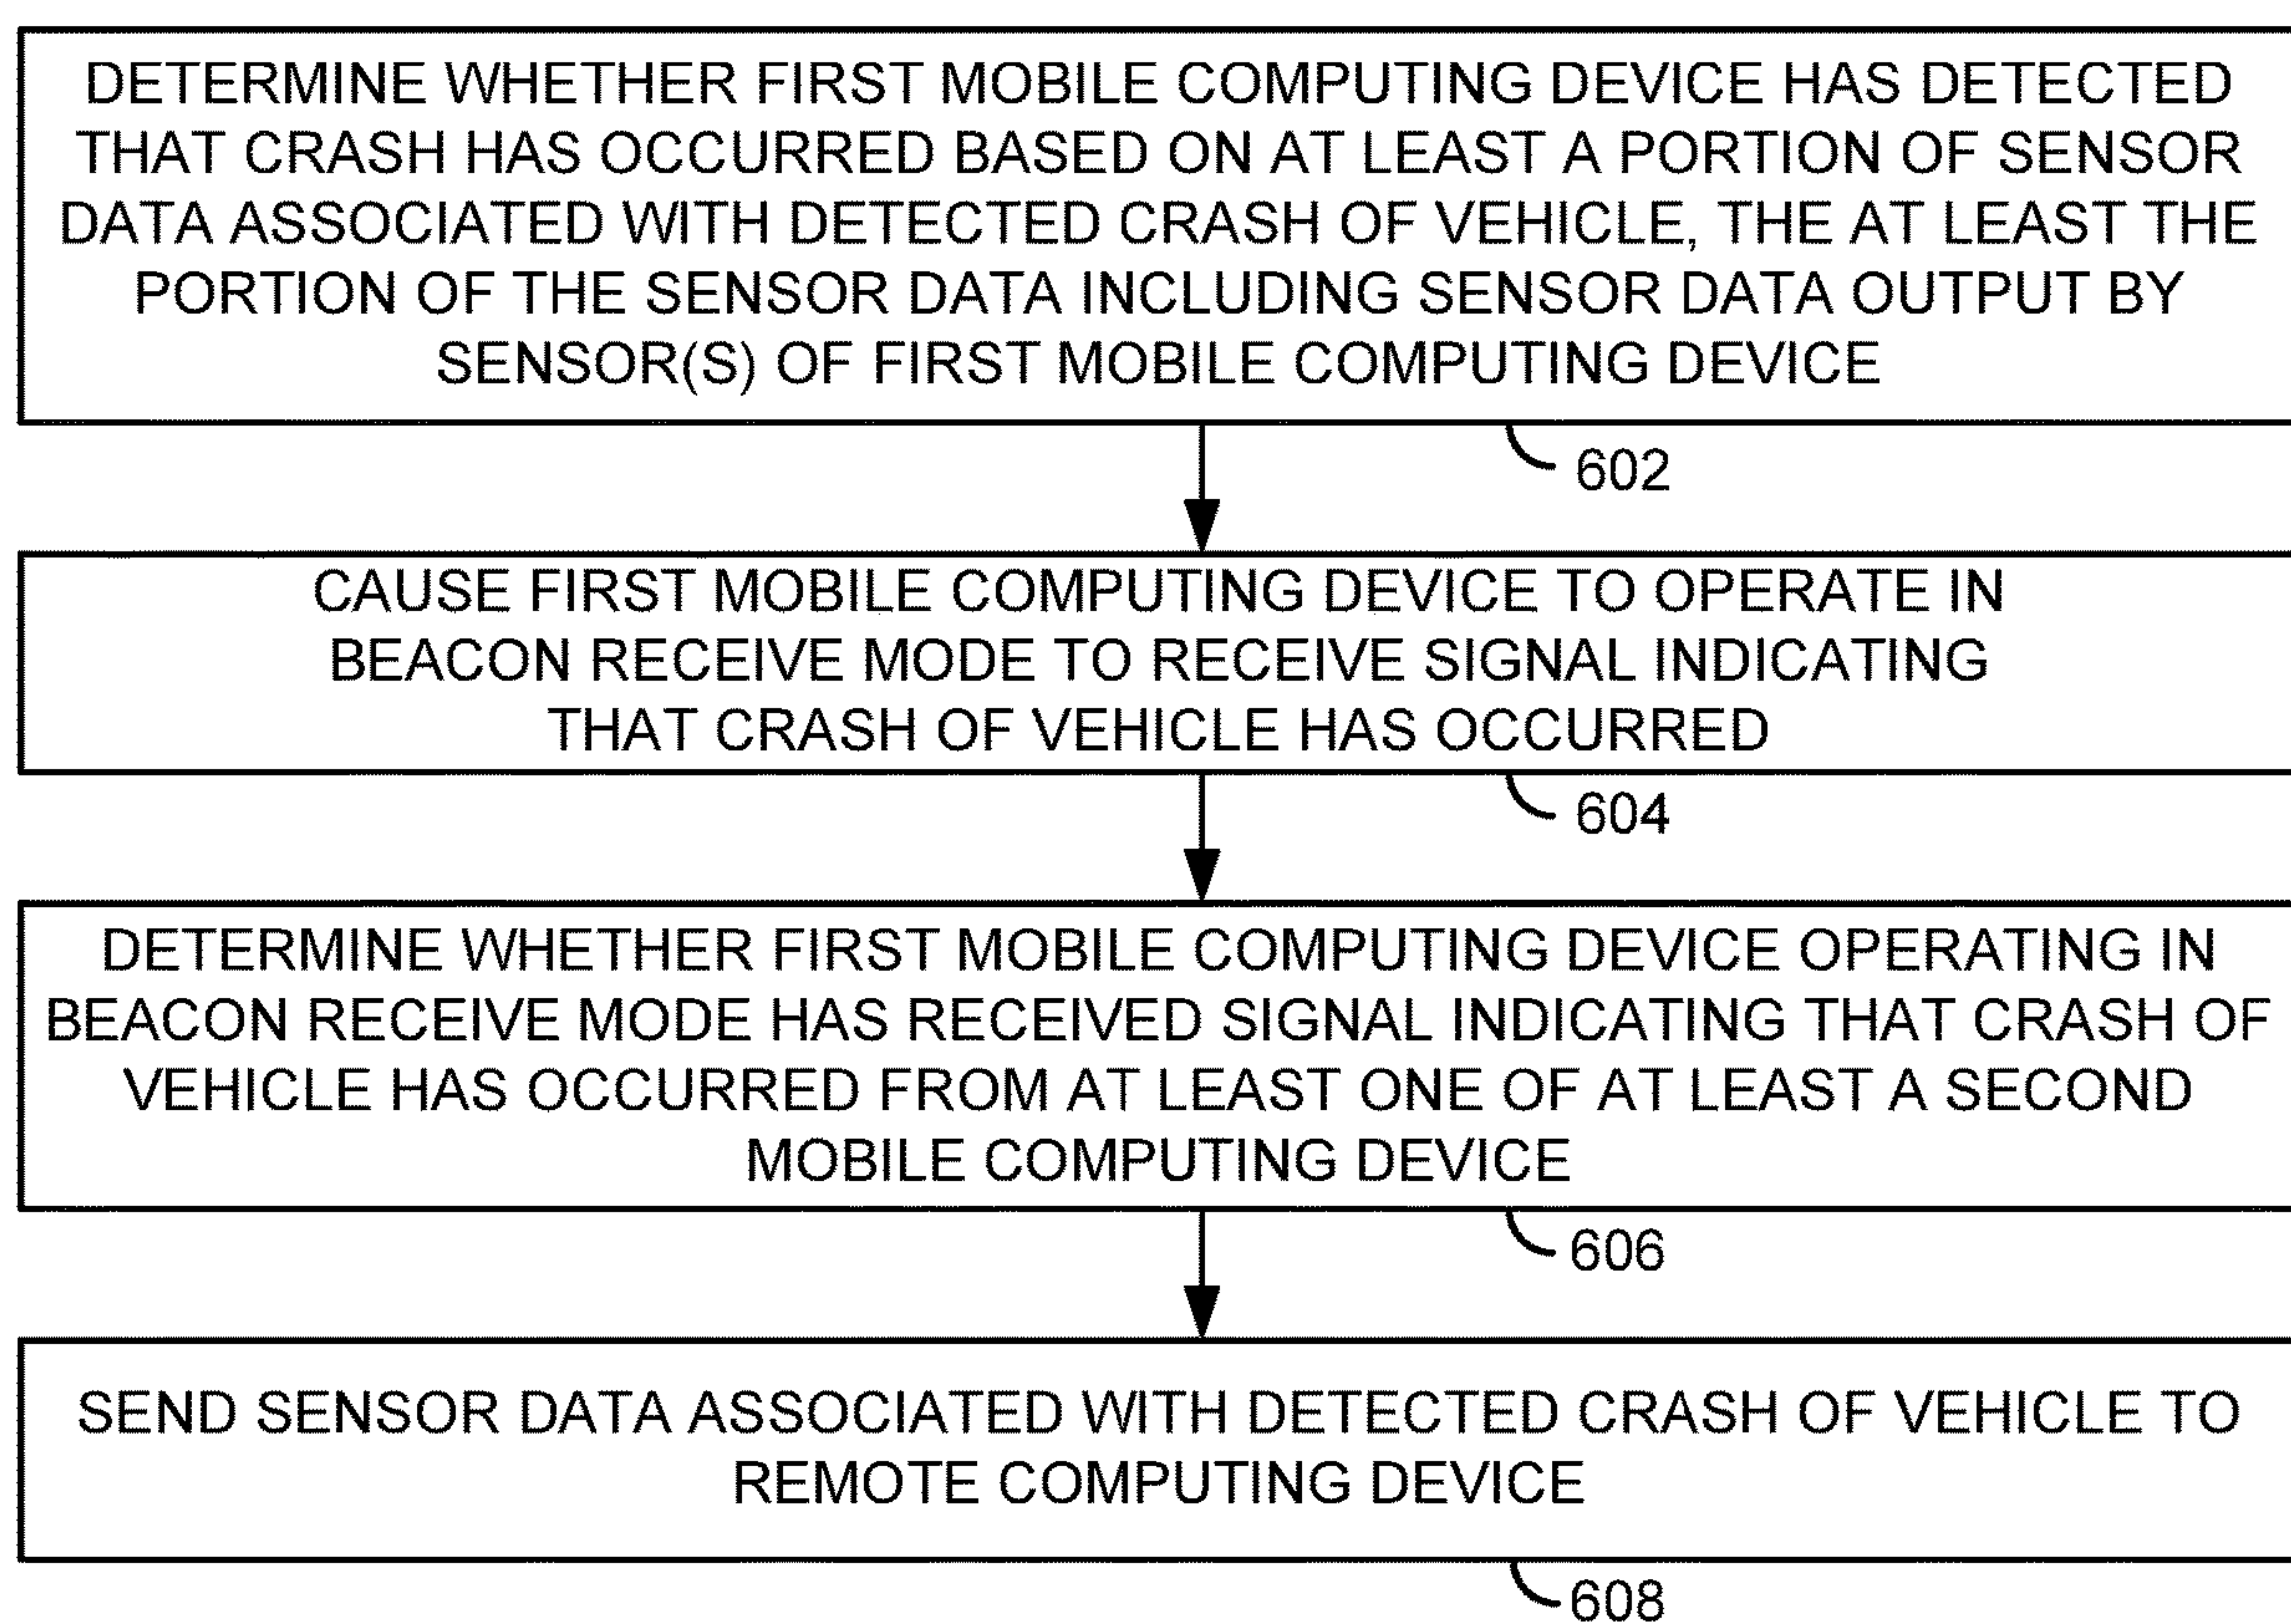 DETERMINE WHETHER FIRST MOBILE COMPUTING DEVICE HAS DETECTED
THAT CRASH HAS OCCURRED BASED ON AT LEAST A PORTION OF SENSOR
DATA ASSOCIATED WITH DETECTED CRASH OF VEHICLE, THE AT LEAST THE
PORTION OF THE SENSOR DATA INCLUDING SENSOR DATA OUTPUT BY
SENSOR(S) OF FIRST MOBILE COMPUTING DEVICE
602
CAUSE FIRST MOBILE COMPUTING DEVICE TO OPERATE IN
BEACON RECEIVE MODE TO RECEIVE SIGNAL INDICATING
THAT CRASH OF VEHICLE HAS OCCURRED
604
DETERMINE WHETHER FIRST MOBILE COMPUTING DEVICE OPERATING IN
BEACON RECEIVE MODE HAS RECEIVED SIGNAL INDICATING THAT CRASH OF
VEHICLE HAS OCCURRED FROM AT LEAST ONE OF AT LEAST A SECOND
MOBILE COMPUTING DEVICE
606
SEND SENSOR DATA ASSOCIATED WITH DETECTED CRASH OF VEHICLE TO
REMOTE COMPUTING DEVICE
608